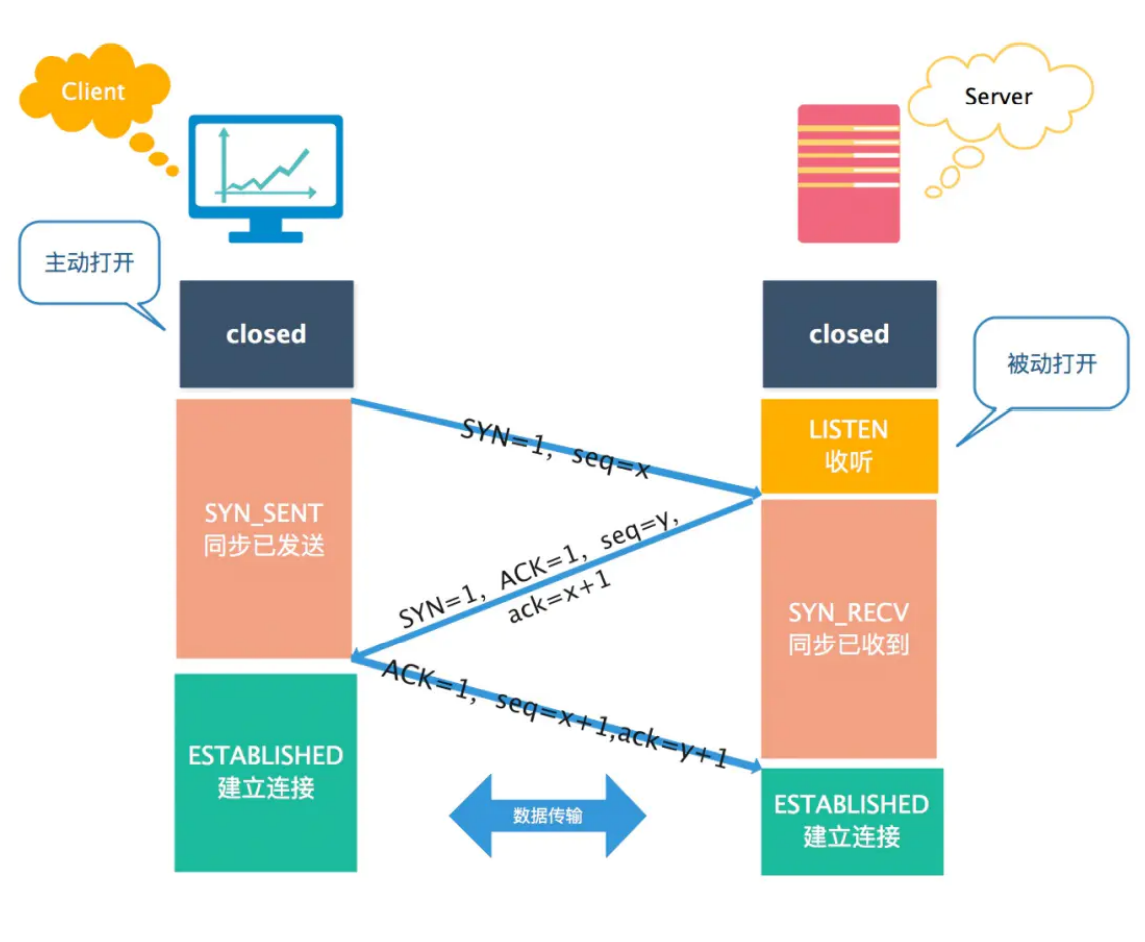 Client
Server
主动打开
closed
closed
被动打开
LISTEN
收听
SYN=1, seq=x
SYN_SENT
同步已发送
SYN=1, ACK=1, seq=y,
ack=x+1
SYN_RECV
同步已收到
ACK=1, seq=x+1,ack=y+1
ESTABLISHED
建立连接
数据传输
ESTABLISHED
建立连接